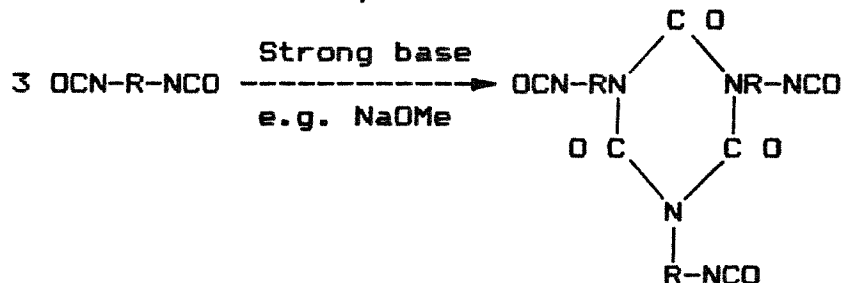 C O
Strong base
3 OCN-R-NCO OCN-RN NR-NCO
e.g. NaOMe
O C C O
N
R-NCO